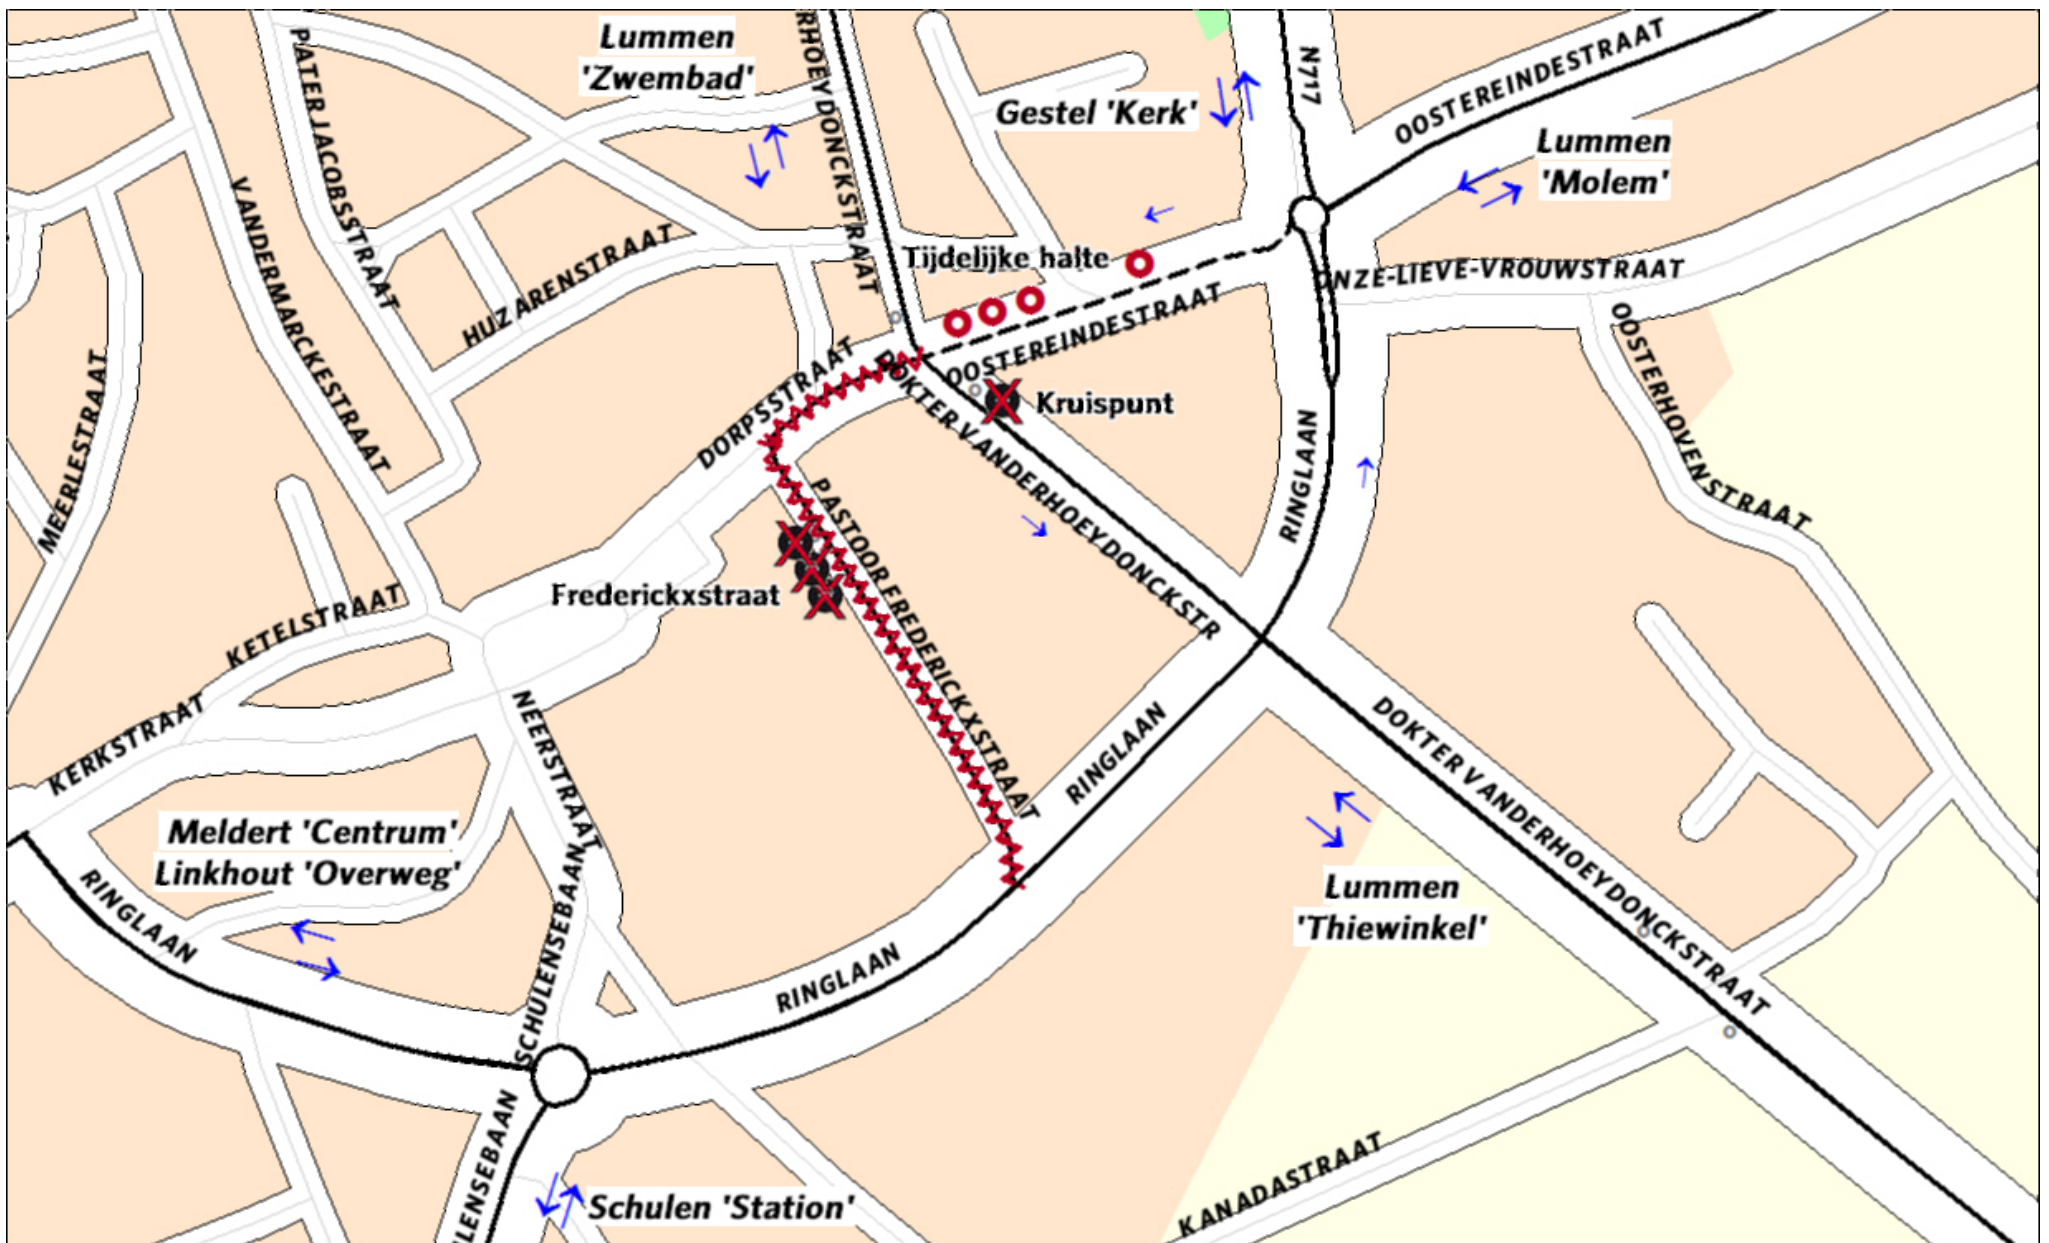 Lummen
'Zwembad'
RHOEYDONCKSTRAAT
N717
OOSTEREINDESTRAAT
PATER JACOBSSTRAAT
Gestel 'Kerk'
Lummen
'Molem'
VANDERMARCKESTRAAT
HUZARENSTRAAT
Tijdelijke halte
ONZE-LIEVE-VROUWSTRAAT
OOSTEREINDESTRAAT
OOSTERHOVENSTRAAT
MEERLESTRAAT
DORPSSTRAAT
Kruispunt
DOKTER VANDERHOEYDONCKSTR
RINGLAAN
PASTOOR FREDERICKXSTRAAT
Frederickxstraat
KETELSTRAAT
KERKSTRAAT
NEERSTRAAT
RINGLAAN
DOKTER VANDERHOEYDONCKSTRAAT
Meldert 'Centrum'
Linkhout 'Overweg'
Lummen
'Thiewinkel'
RINGLAAN
SCHULENSEBAAN
RINGLAAN
LENSEBAAN
Schulen 'Station'
KANADASTRAAT